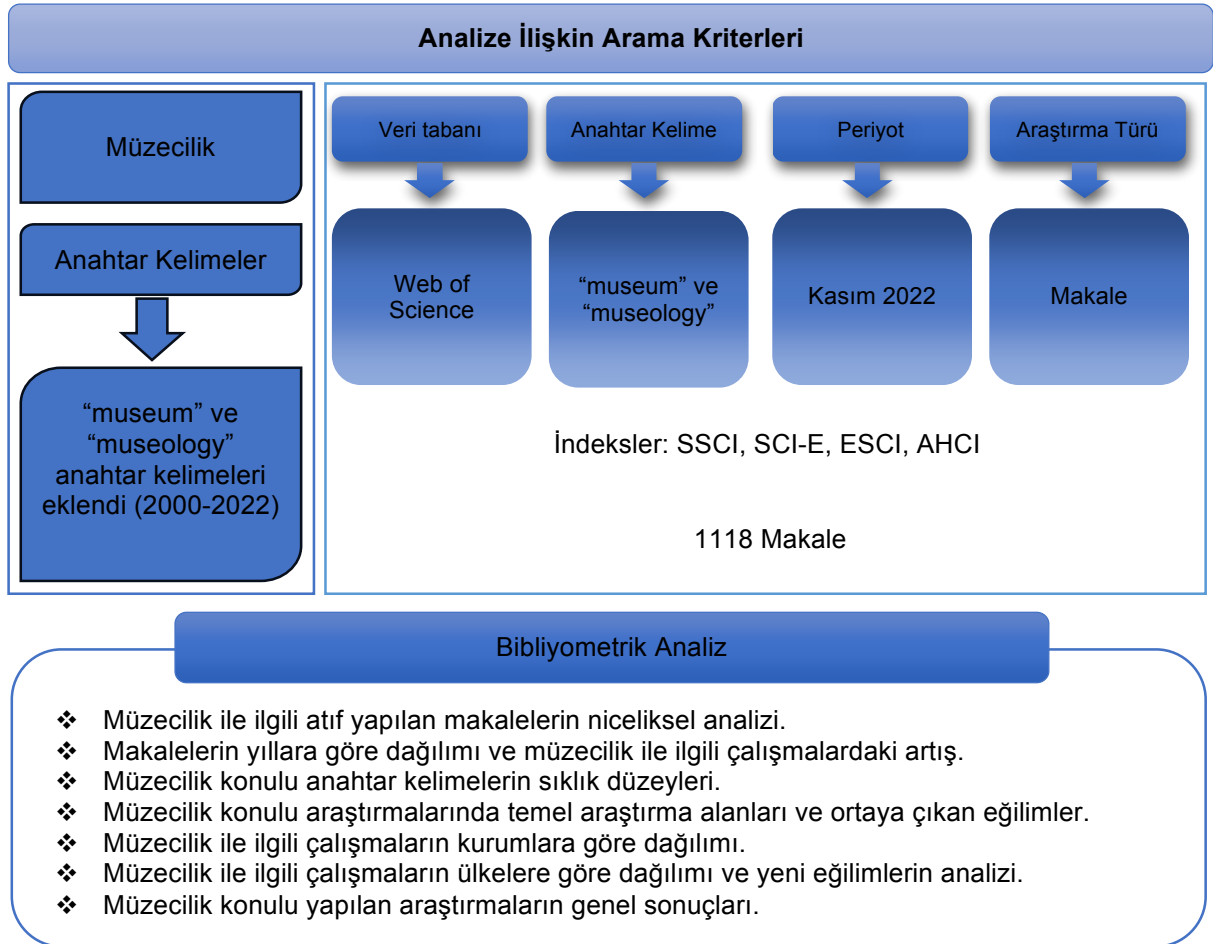 Analize İlişkin Arama Kriterleri
Müzecilik
Anahtar Kelimeler
“museum” ve
“museology”
anahtar kelimeleri
eklendi (2000-2022)
Veri tabanı
Anahtar Kelime
Periyot
Araştırma Türü
Web of
Science
“museum” ve
“museology”
Kasım 2022
Makale
İndeksler: SSCI, SCI-E, ESCI, AHCI
1118 Makale
Bibliyometrik Analiz
❖ Müzecilik ile ilgili atıf yapılan makalelerin niceliksel analizi.
❖ Makalelerin yıllara göre dağılımı ve müzecilik ile ilgili çalışmalardaki artış.
❖ Müzecilik konulu anahtar kelimelerin sıklık düzeyleri.
❖ Müzecilik konulu araştırmalarında temel araştırma alanları ve ortaya çıkan eğilimler.
❖ Müzecilik ile ilgili çalışmaların kurumlara göre dağılımı.
❖ Müzecilik ile ilgili çalışmaların ülkelere göre dağılımı ve yeni eğilimlerin analizi.
❖ Müzecilik konulu yapılan araştırmaların genel sonuçları.